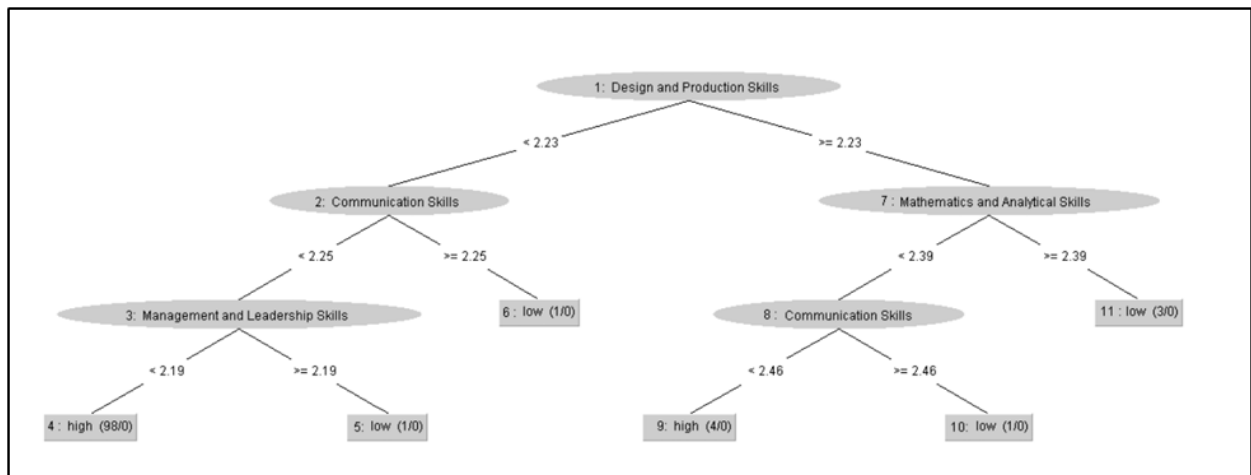 1: Design and Production Skills
< 2.23
>= 2.23
2: Communication Skills
7 : Mathematics and Analytical Skills
< 2.25
>= 2.25
< 2.39
>= 2.39
3: Management and Leadership Skills
6 : low (1/0)
8 : Communication Skills
11 : low (3/0)
< 2.19
>= 2.19
< 2.46
>= 2.46
4 : high (98/0)
5: low (1/0)
9: high (4/0)
10: low (1/0)